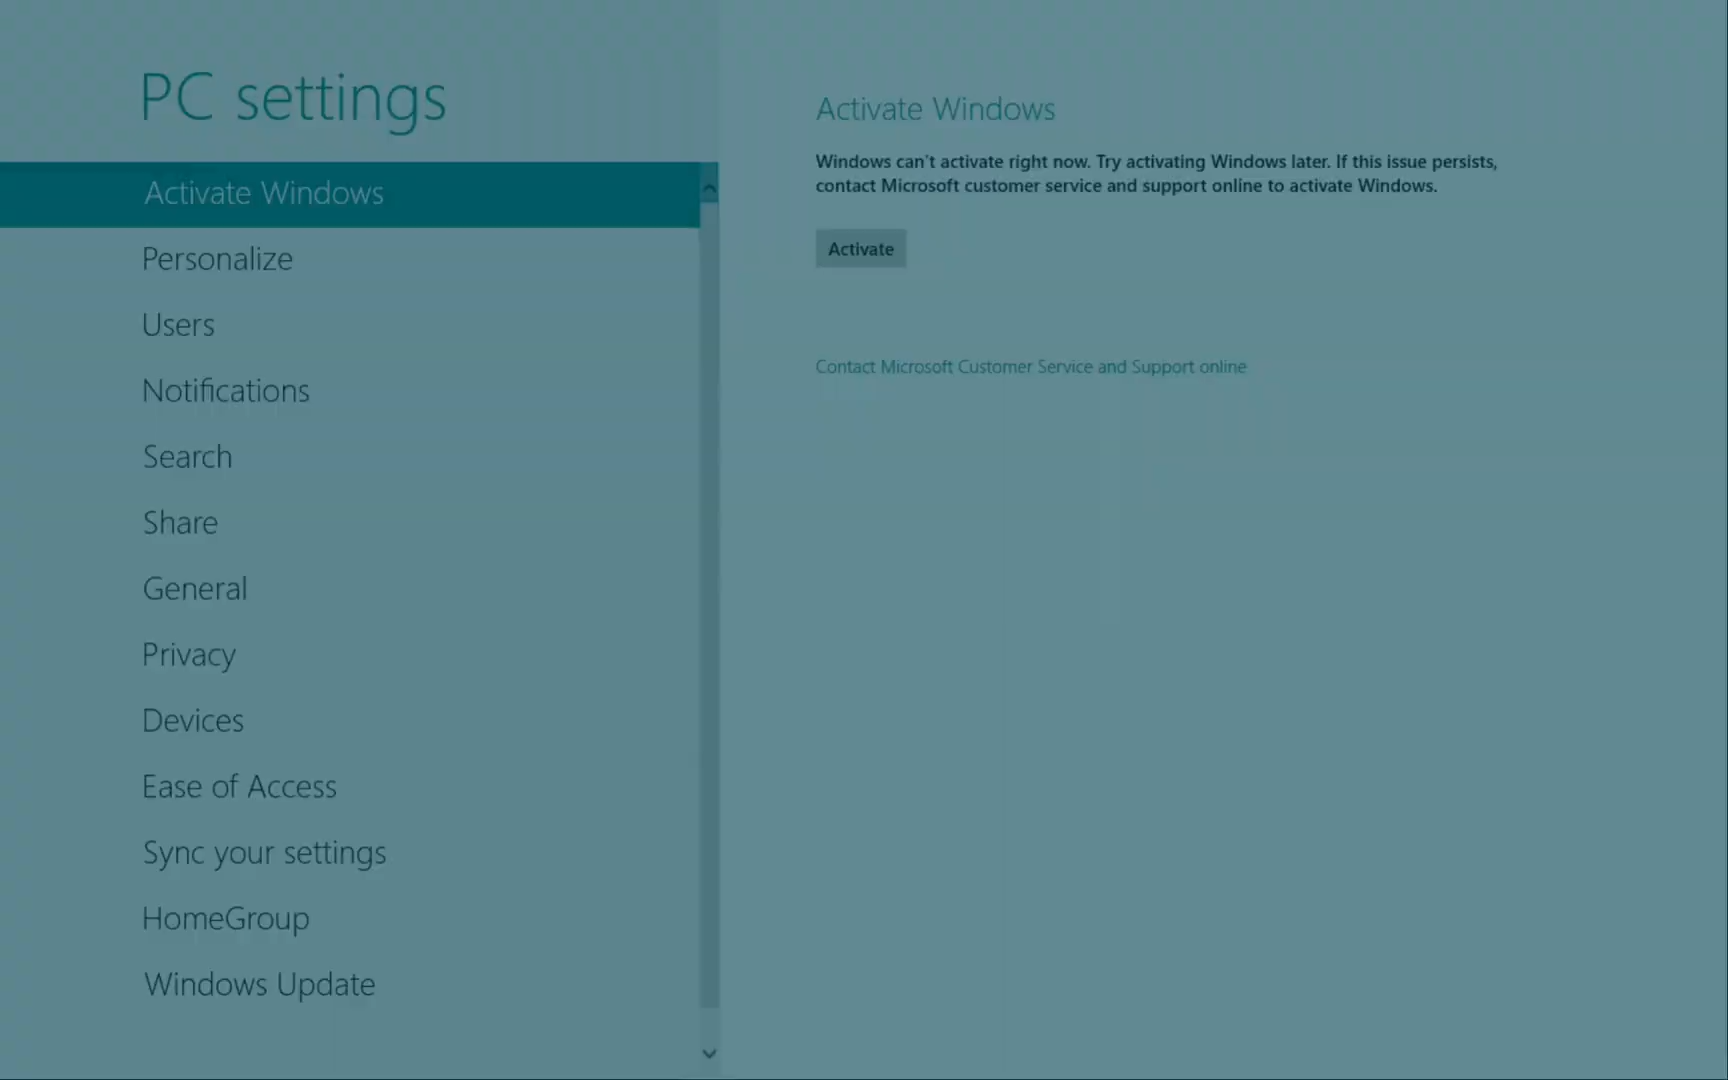 PC settings
Activate Windows
Personalize
Users
Notifications
Search
Share
General
Privacy
Devices
Ease of Access
Sync your settings
HomeGroup
Windows Update
Activate Windows
Windows can't activate right now. Try activating Windows later. If this issue persists,
contact Microsoft customer service and support online to activate Windows.
Activate
Contact Microsoft Customer Service and Support online